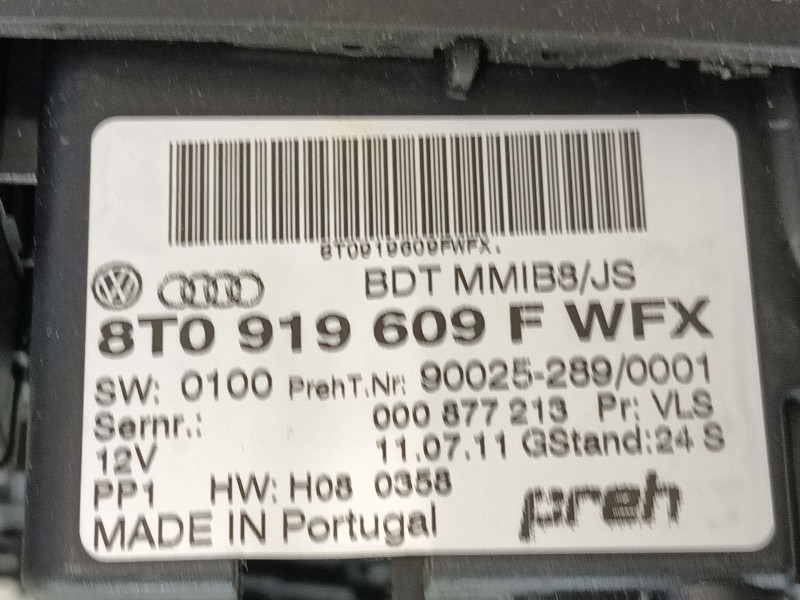 8T0919609FWFX.
BDT MMIB8/JS
8T0 919 609 F WFX
SW: 0100 PrehT.Nr: 90025-289/0001
Sernr.: 000 877 213 Pr: VLS
12V 11.07.11 GStand:24 S
PP1 HW: H08 0358
preh
MADE IN Portugal